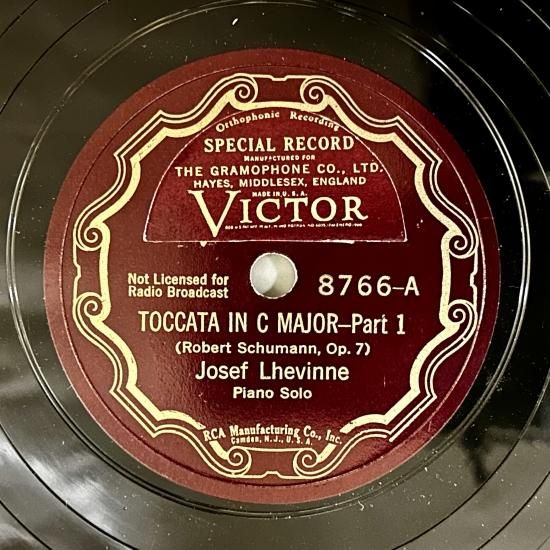 Orthophonic Recording
SPECIAL RECORD
MANUFACTURED FOR
THE GRAMOPHONE CO., LTD.
HAYES, MIDDLESEX, ENGLAND
MADE IN U.S.A.
VICTOR
Not Licensed for
Radio Broadcast
8766-A
TOCCATA IN C MAJOR—Part 1
(Robert Schumann, Op. 7)
Josef Lhevinne
Piano Solo
RCA Manufacturing Co., Inc.
Camden, N.J., U.S.A.